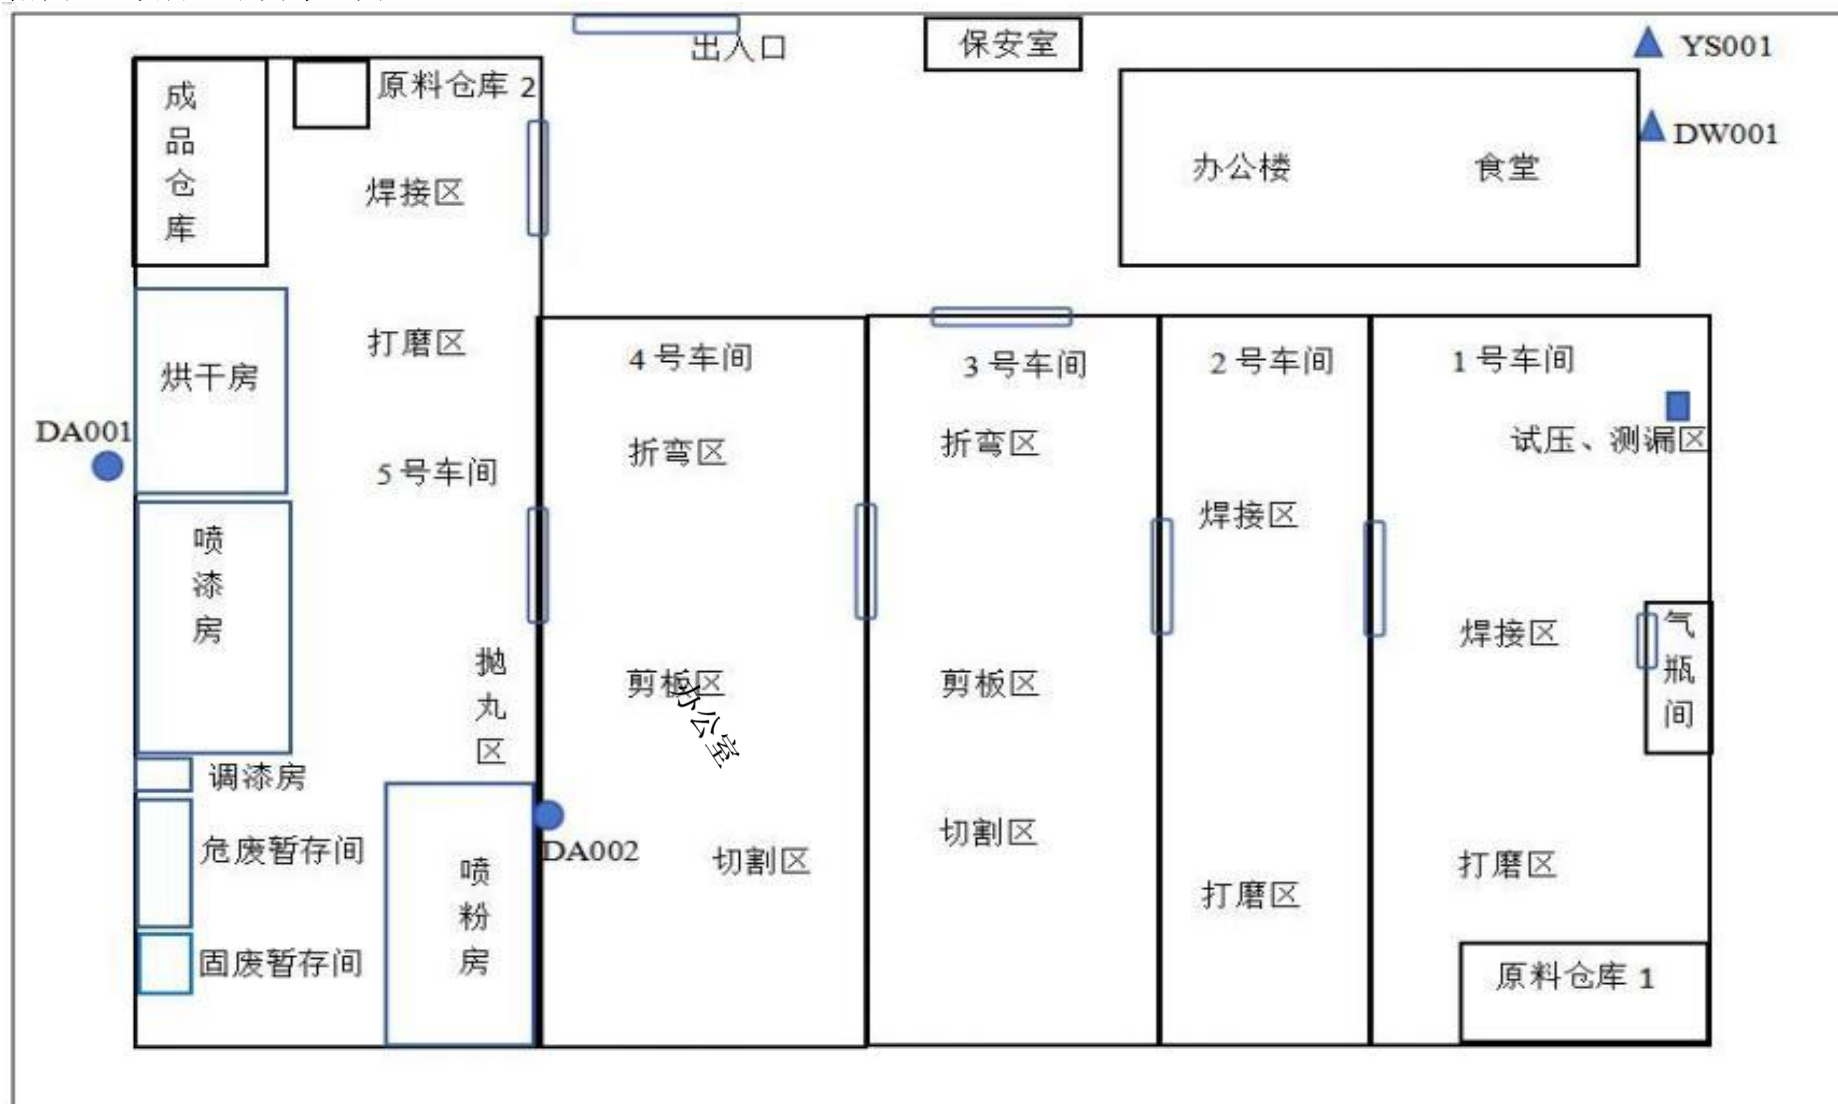 出入口
保安室
YS001
DW001
办公楼
食堂
成品仓库
原料仓库 2
焊接区
打磨区
烘干房
DA001
5 号车间
喷漆房
抛丸区
调漆房
危废暂存间
固废暂存间
喷粉房
DA002
4 号车间
折弯区
剪板区
办公室
切割区
3 号车间
折弯区
剪板区
切割区
2 号车间
焊接区
打磨区
1 号车间
试压、测漏区
焊接区
气瓶间
打磨区
原料仓库 1